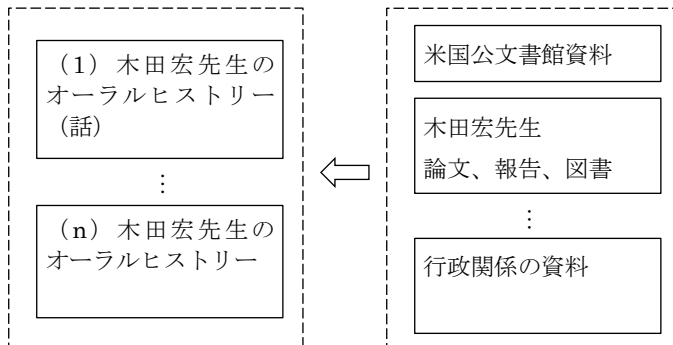 （1）木田宏先生の
オーラルヒストリー
（話）
⋮
（n）木田宏先生の
オーラルヒストリー
米国公文書館資料
木田宏先生
論文、報告、図書
⋮
行政関係の資料